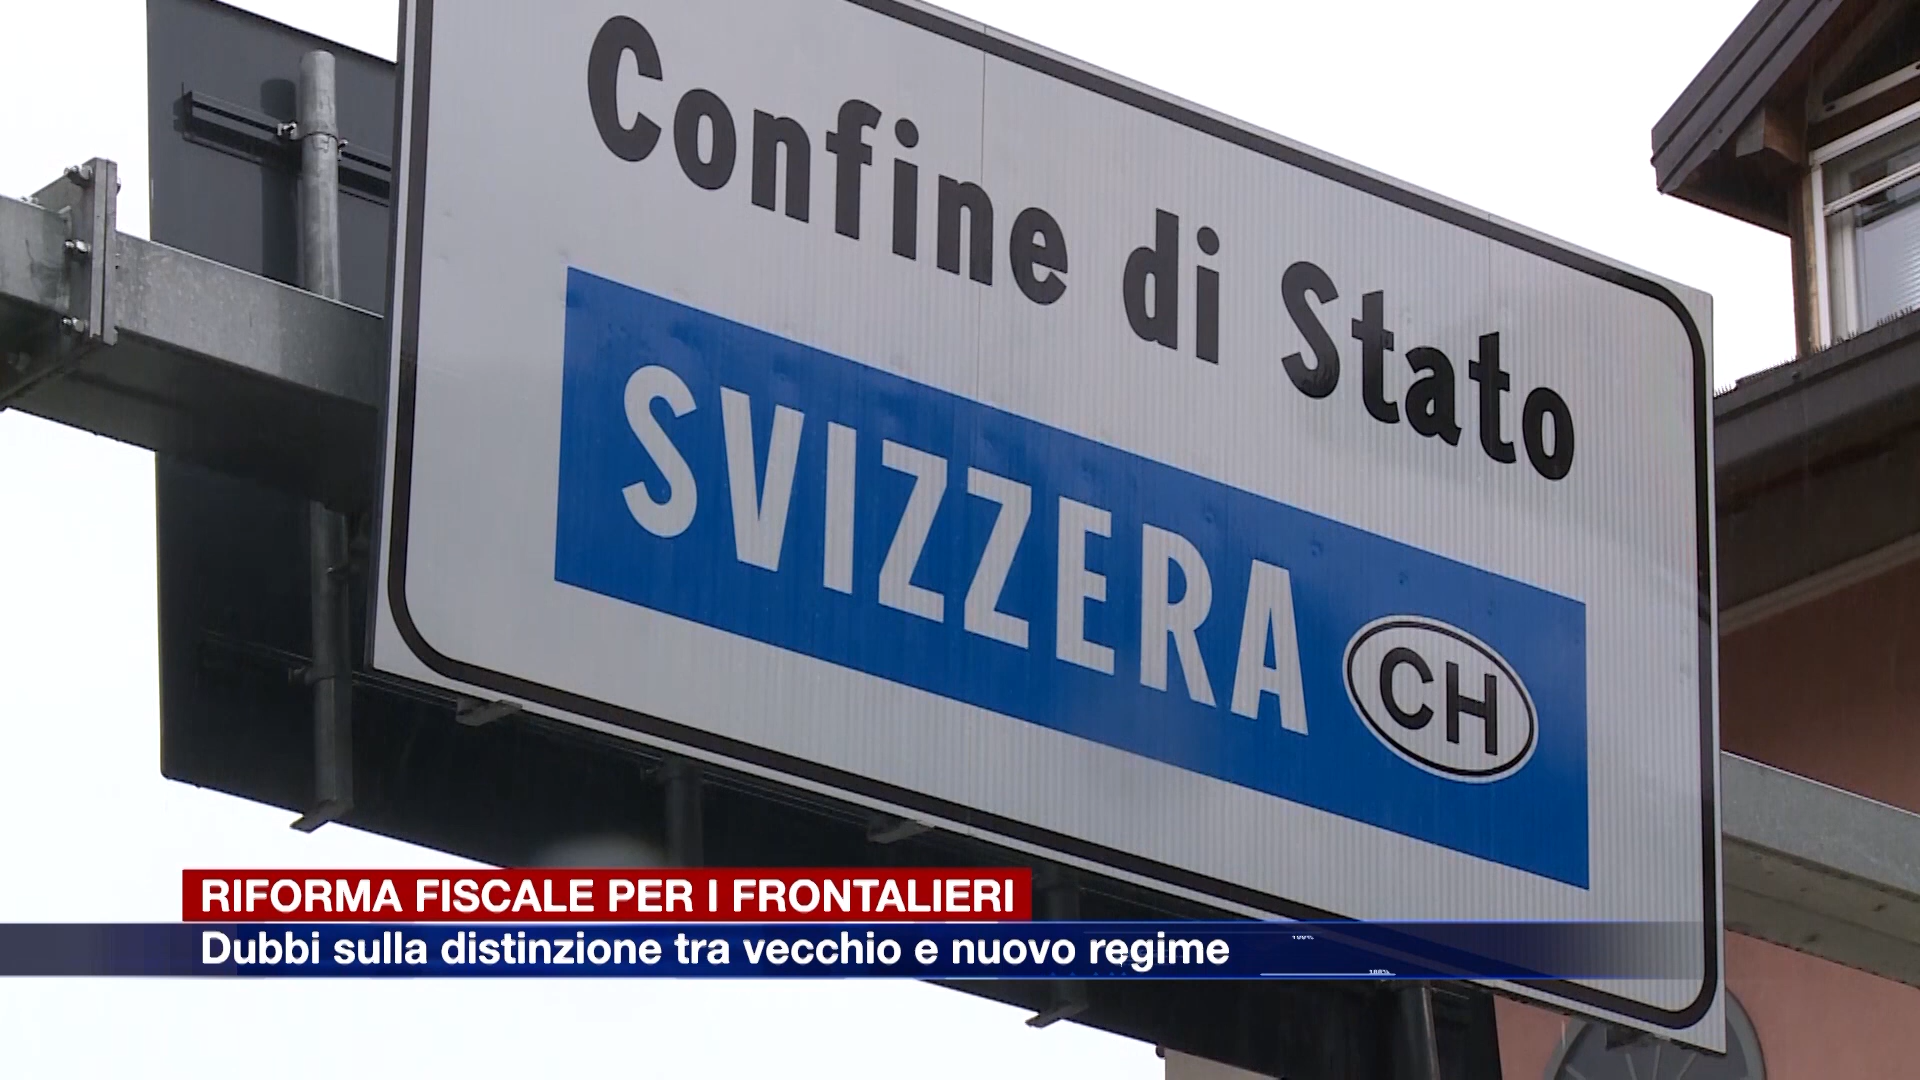 Confine di Stato
SVIZZERA CH
RIFORMA FISCALE PER I FRONTALIERI
Dubbi sulla distinzione tra vecchio e nuovo regime